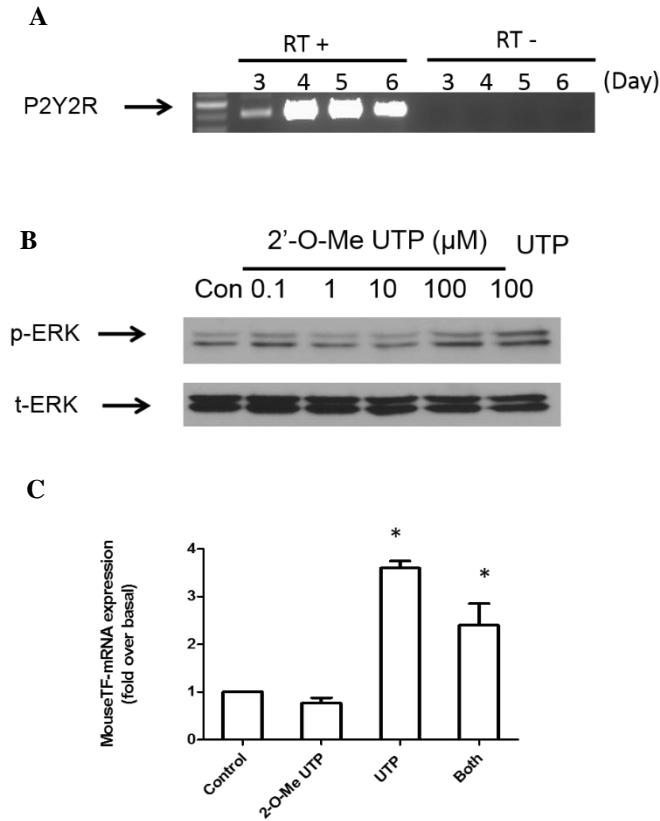 A
RT + RT -
3 4 5 6 3 4 5 6 (Day)
P2Y2R
B
2'-O-Me UTP (µM) UTP
Con 0.1 1 10 100 100
p-ERK
t-ERK
C
MouseTF-mRNA expression
(fold over basal)
4
3
2
1
0
* *
Control 2-O-Me UTP UTP Both